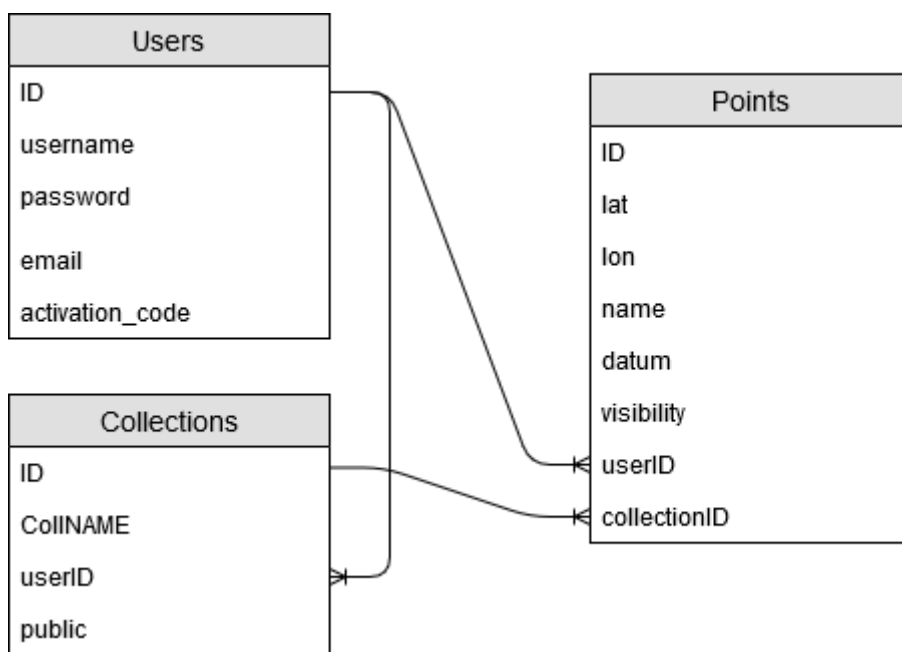 Users
ID
username
password
email
activation_code
Collections
ID
CollNAME
userID
public
Points
ID
lat
lon
name
datum
visibility
userID
collectionID